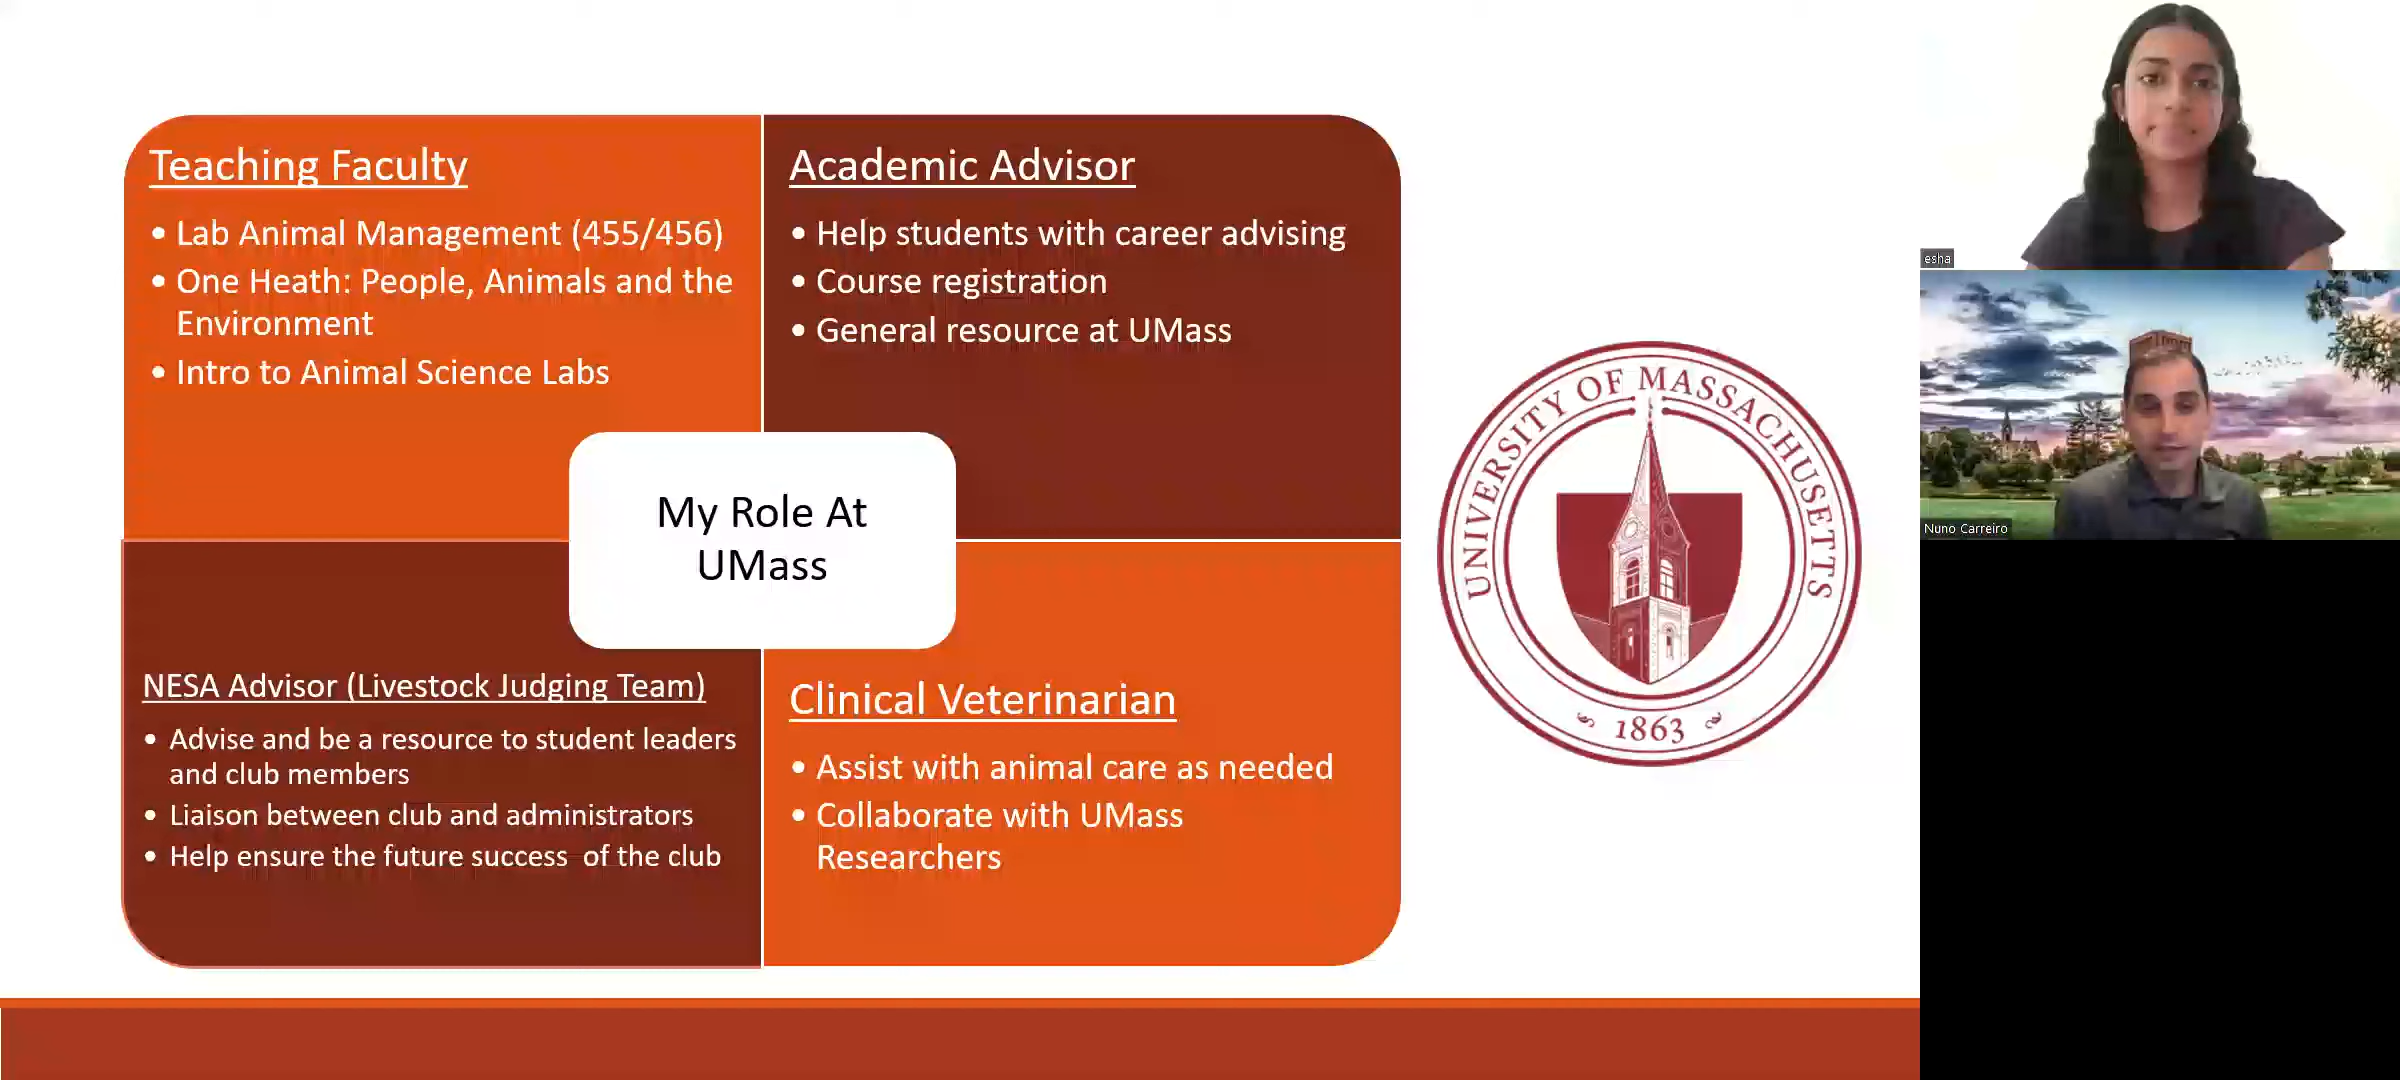 Teaching Faculty
• Lab Animal Management (455/456)
• One Heath: People, Animals and the
Environment
• Intro to Animal Science Labs
Academic Advisor
• Help students with career advising
• Course registration
• General resource at UMass
My Role At
UMass
NESA Advisor (Livestock Judging Team)
• Advise and be a resource to student leaders
and club members
• Liaison between club and administrators
• Help ensure the future success of the club
Clinical Veterinarian
• Assist with animal care as needed
• Collaborate with UMass
Researchers
UNIVERSITY OF MASSACHUSETTS
1863
esha
Nuno Carreiro